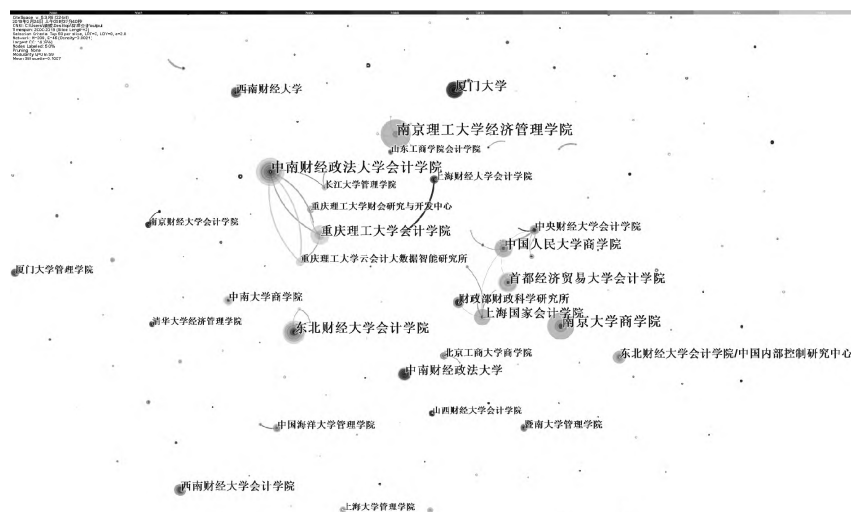 西南财经大学
厦门大学
南京理工大学经济管理学院
山东工商学院会计学院
中南财经政法大学会计学院
上海财经大学会计学院
长江大学管理学院
重庆理工大学财会研究与开发中心
南京财经大学会计学院
重庆理工大学会计学院
中央财经大学会计学院
中国人民大学商学院
重庆理工大学云会计大数据智能研究所
厦门大学管理学院
首都经济贸易大学会计学院
中南大学商学院
财政部财政科学研究所
上海国家会计学院
清华大学经济管理学院
东北财经大学会计学院
南京大学商学院
北京工商大学商学院
东北财经大学会计学院/中国内部控制研究中心
中南财经政法大学
山西财经大学会计学院
中国海洋大学管理学院
暨南大学管理学院
西南财经大学会计学院
上海大学管理学院